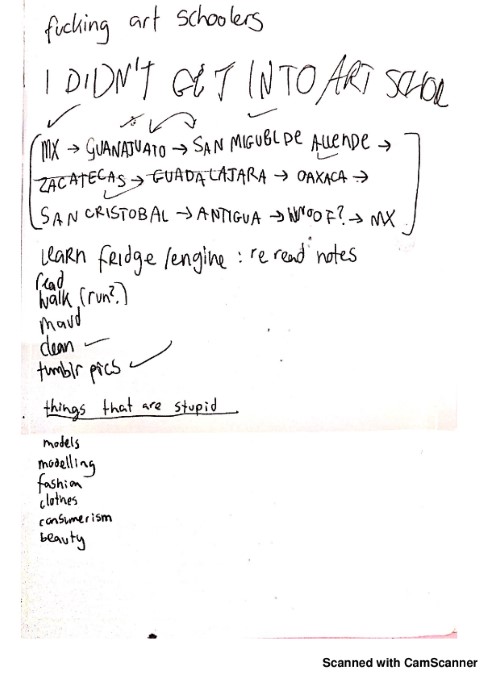 fucking art schoolers
I DIDN'T GET INTO ART SCHOOL
MX → GUANAJUATO → SAN MIGUEL DE ALLENDE →
ZACATECAS → GUADALAJARA → OAXACA →
SAN CRISTOBAL → ANTIGUA → WWOOF? → MX
learn fridge/engine : re read notes
read
walk (run?)
maud
clean
tumblr pics
things that are stupid
models
modelling
fashion
clothes
consumerism
beauty
Scanned with CamScanner